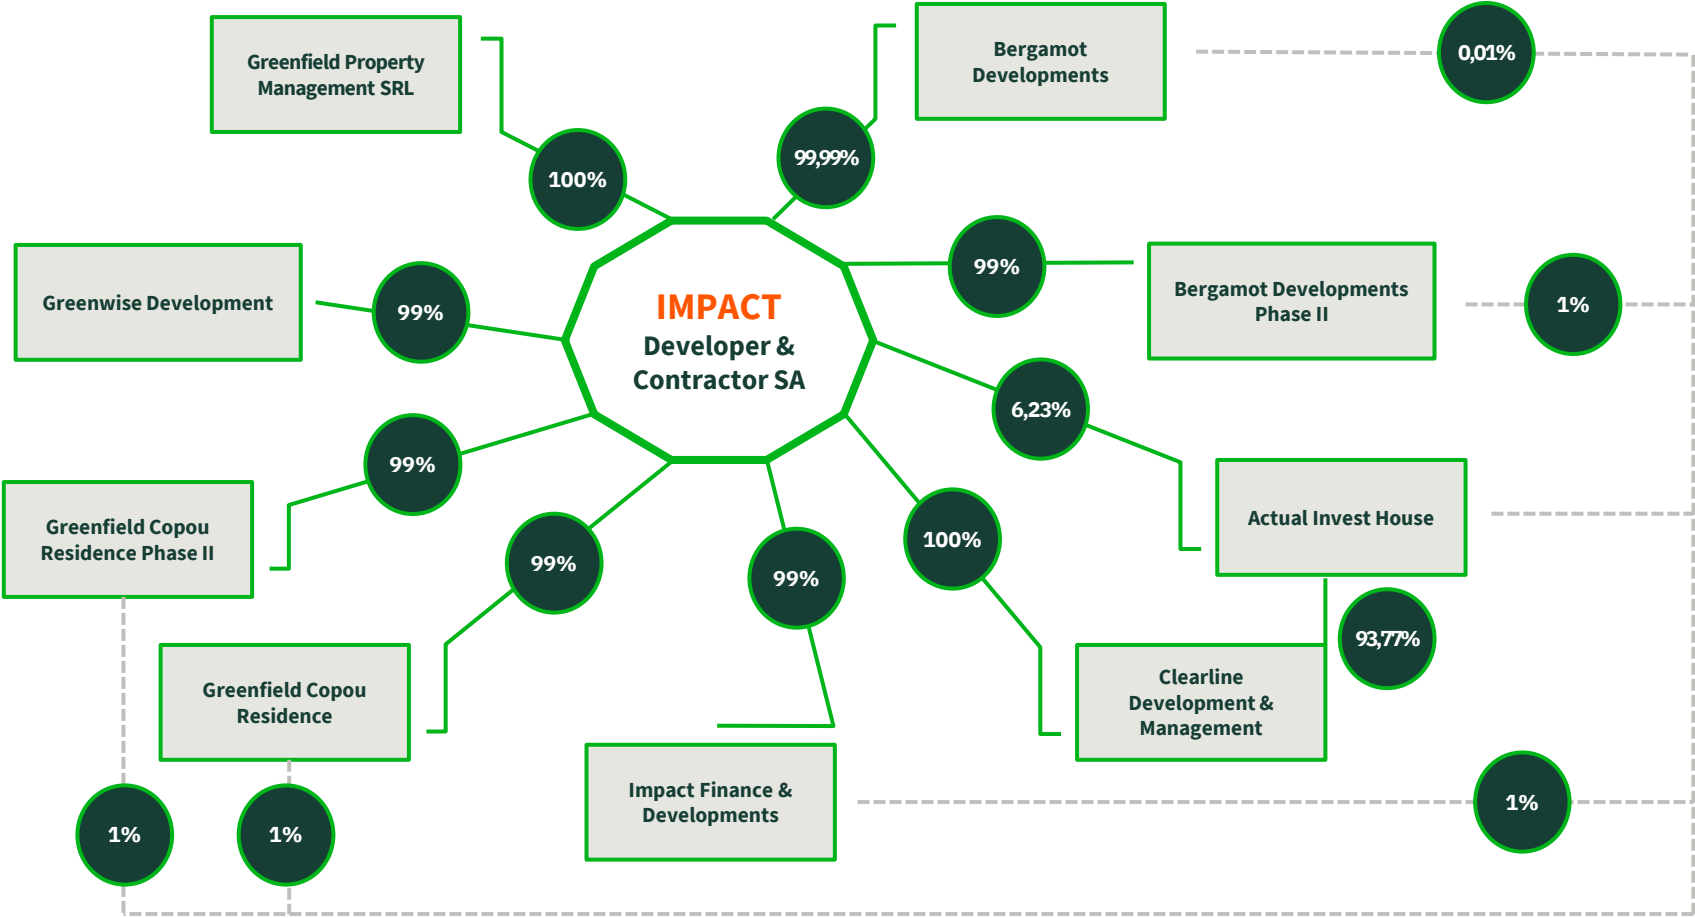 Greenfield Property
Management SRL
Bergamot
Developments
0,01%
99,99%
100%
Greenwise Development
99%
99%
Bergamot Developments
Phase II
1%
IMPACT
Developer &
Contractor SA
6,23%
99%
Greenfield Copou
Residence Phase II
Actual Invest House
100%
99%
99%
93,77%
Greenfield Copou
Residence
Clearline
Development &
Management
Impact Finance &
Developments
1%
1%
1%